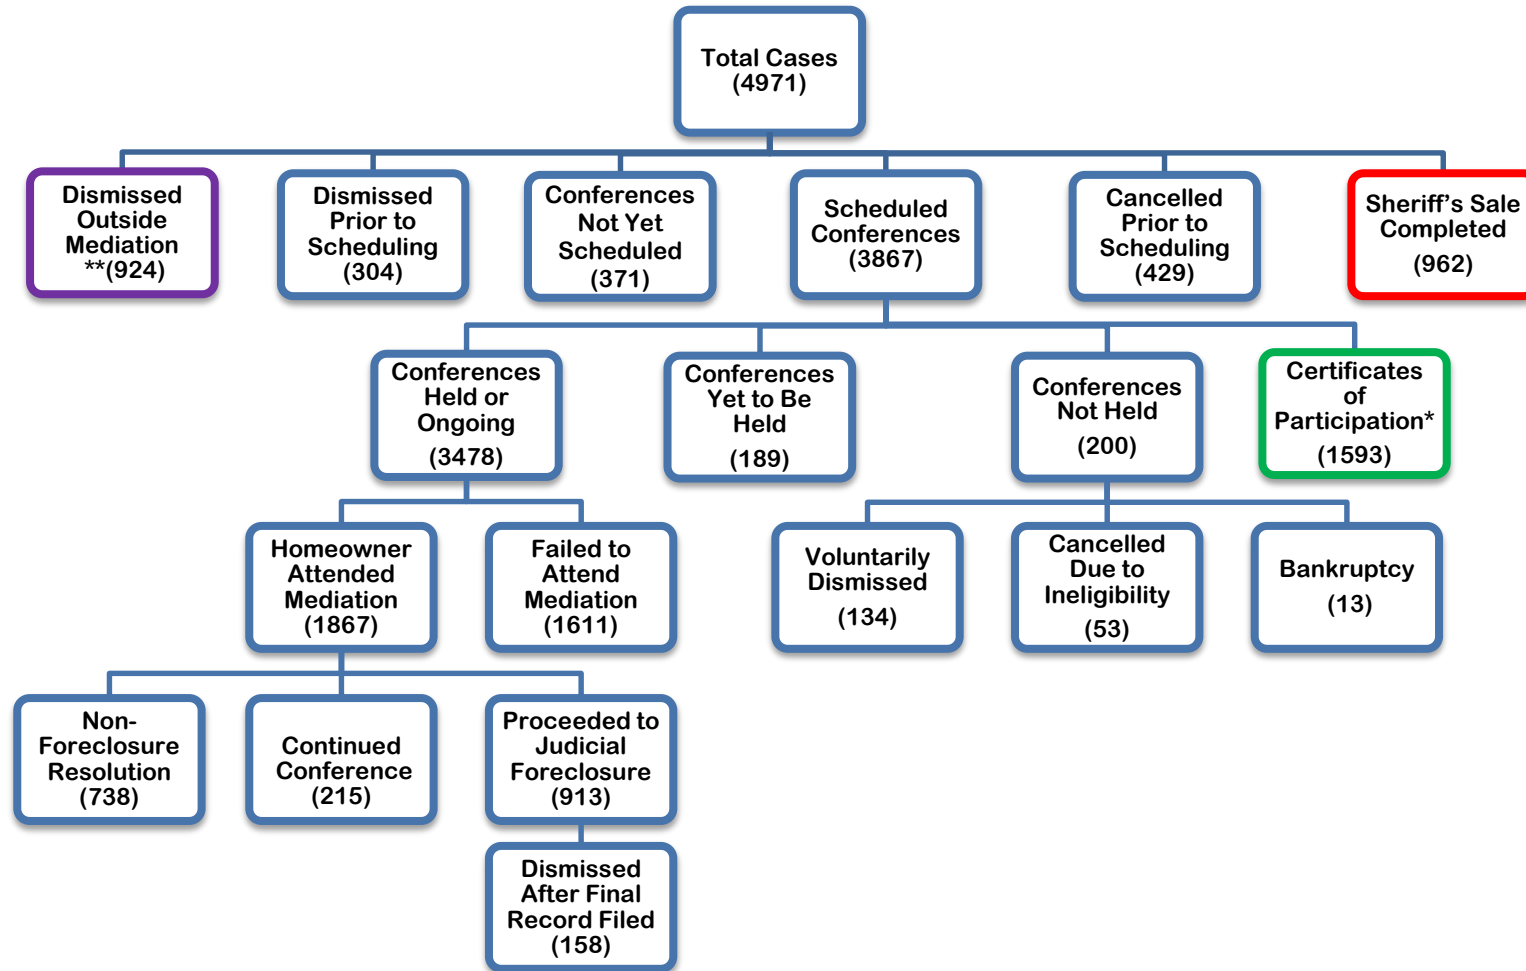 Total Cases
(4971)
Dismissed
Outside
Mediation
**(924)
Dismissed
Prior to
Scheduling
(304)
Conferences
Not Yet
Scheduled
(371)
Scheduled
Conferences
(3867)
Cancelled
Prior to
Scheduling
(429)
Sheriff's Sale
Completed
(962)
Conferences
Held or
Ongoing
(3478)
Conferences
Yet to Be
Held
(189)
Conferences
Not Held
(200)
Certificates
of
Participation*
(1593)
Homeowner
Attended
Mediation
(1867)
Failed to
Attend
Mediation
(1611)
Voluntarily
Dismissed
(134)
Cancelled
Due to
Ineligibility
(53)
Bankruptcy
(13)
Non-
Foreclosure
Resolution
(738)
Continued
Conference
(215)
Proceeded to
Judicial
Foreclosure
(913)
Dismissed
After Final
Record Filed
(158)